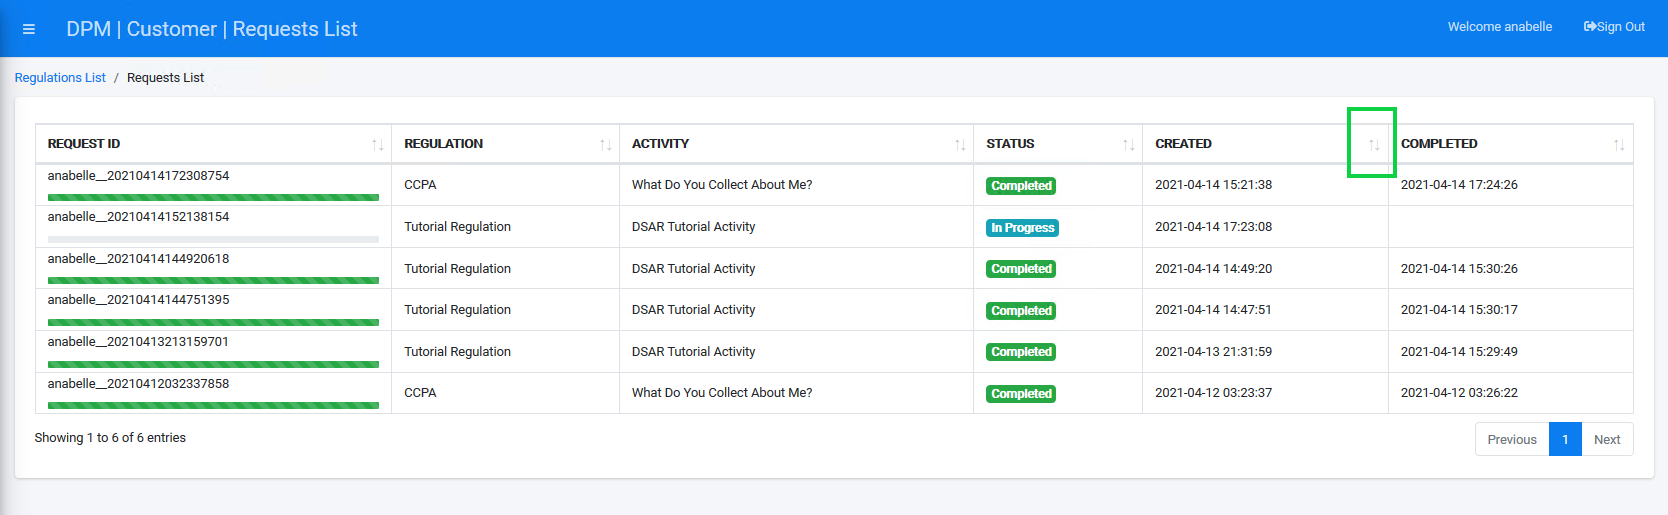 DPM | Customer | Requests List
Welcome anabelle
Sign Out
Regulations List / Requests List
REQUEST ID REGULATION ACTIVITY STATUS CREATED COMPLETED
anabelle__20210414172308754 CCPA What Do You Collect About Me? Completed 2021-04-14 15:21:38 2021-04-14 17:24:26
anabelle__20210414152138154 Tutorial Regulation DSAR Tutorial Activity In Progress 2021-04-14 17:23:08
anabelle__20210414144920618 Tutorial Regulation DSAR Tutorial Activity Completed 2021-04-14 14:49:20 2021-04-14 15:30:26
anabelle__20210414144751395 Tutorial Regulation DSAR Tutorial Activity Completed 2021-04-14 14:47:51 2021-04-14 15:30:17
anabelle__20210413213159701 Tutorial Regulation DSAR Tutorial Activity Completed 2021-04-13 21:31:59 2021-04-14 15:29:49
anabelle__20210412032337858 CCPA What Do You Collect About Me? Completed 2021-04-12 03:23:37 2021-04-12 03:26:22
Showing 1 to 6 of 6 entries
Previous 1 Next